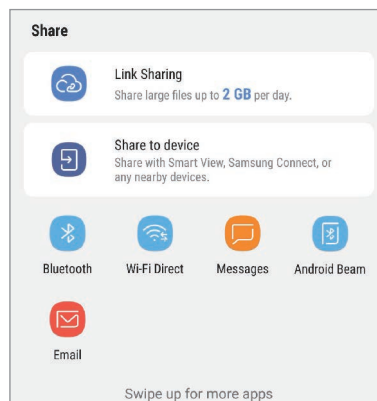 Share
Link Sharing
Share large files up to 2 GB per day.
Share to device
Share with Smart View, Samsung Connect, or
any nearby devices.
Bluetooth Wi-Fi Direct Messages Android Beam
Email
Swipe up for more apps